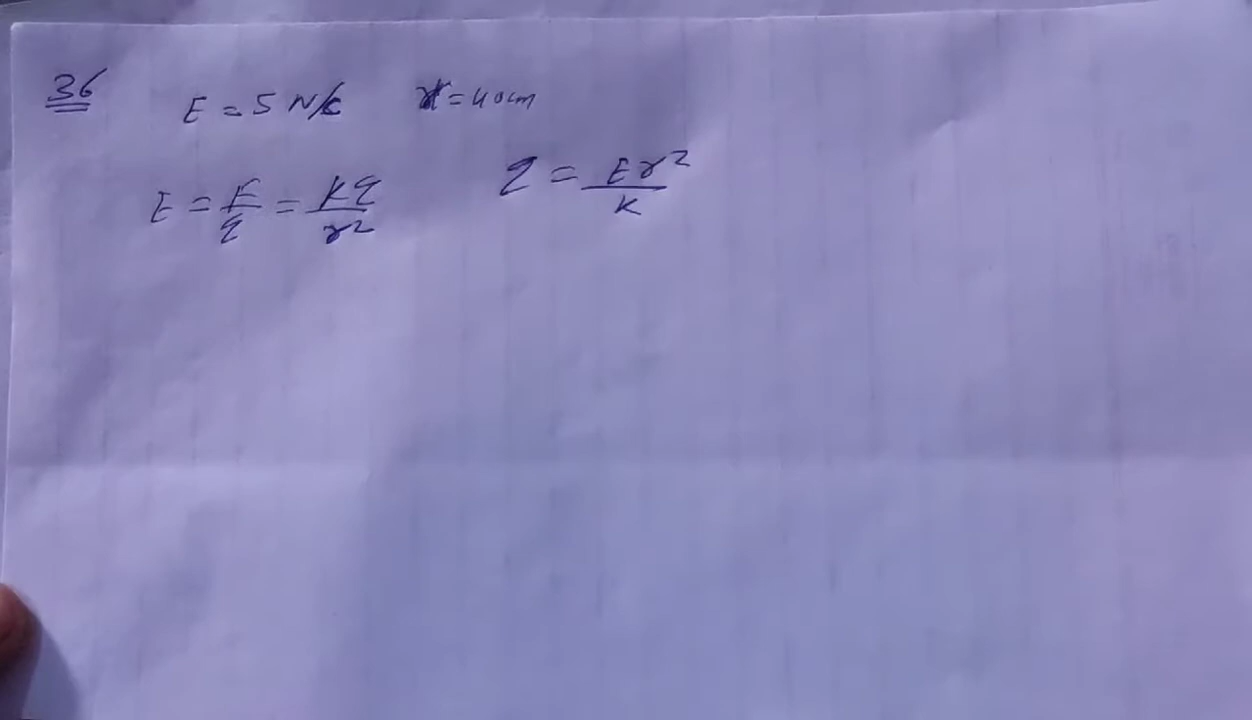 36
E = 5 N/C r = 40cm
E = F/q = kq/r²
q = Er²/k